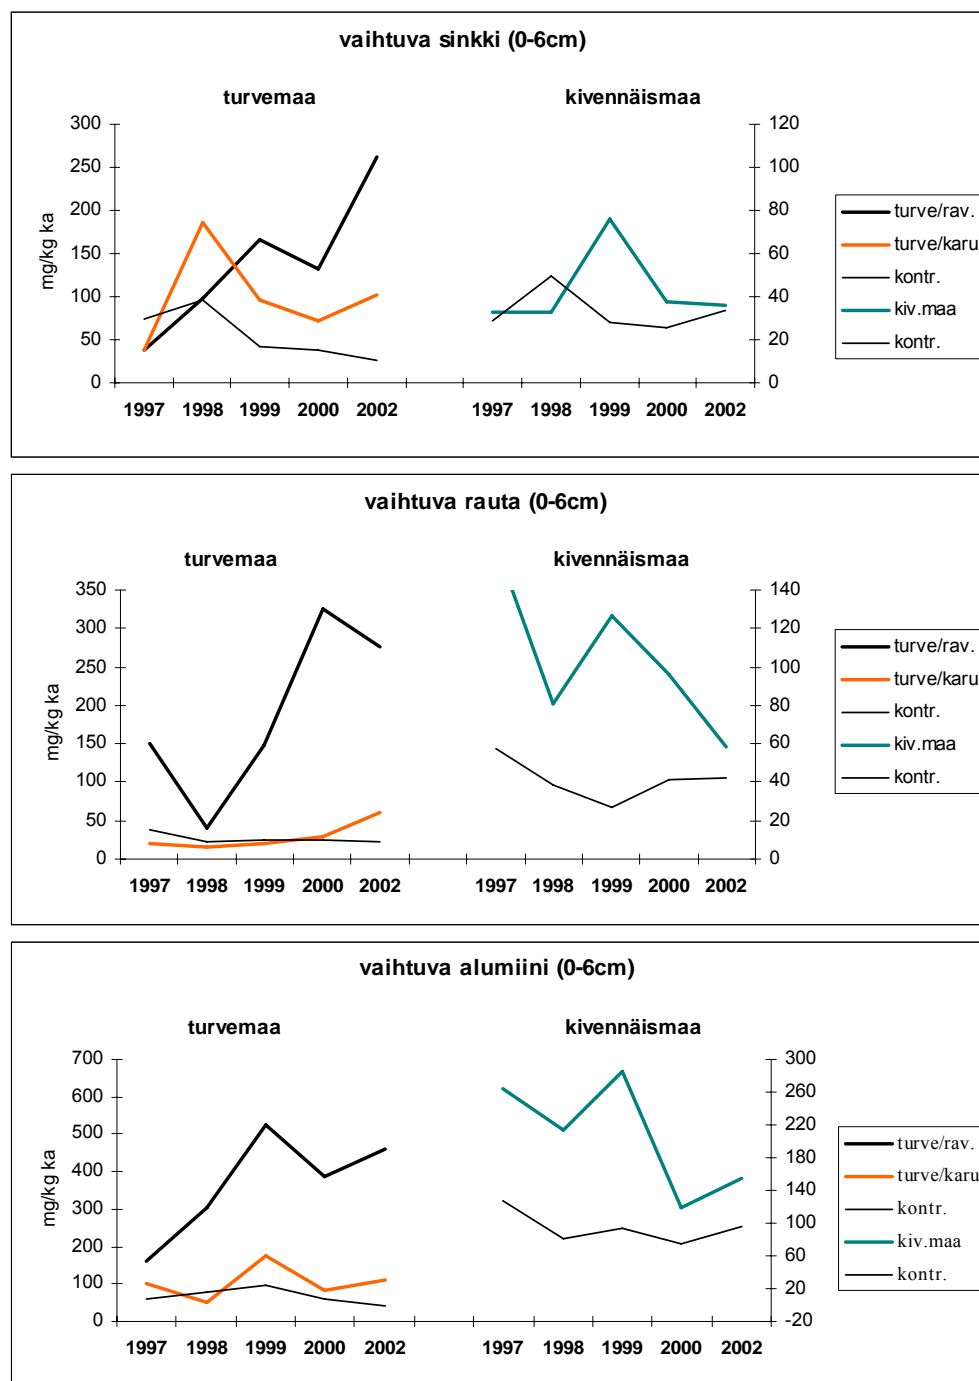 vaihtuva sinkki (0-6cm)
turvemaa kivennäismaa
mg/kg ka
300
250
200
150
100
50
0
120
100
80
60
40
20
0
1997 1998 1999 2000 2002 1997 1998 1999 2000 2002
turve/rav.
turve/karu
kontr.
kiv.maa
kontr.
vaihtuva rauta (0-6cm)
turvemaa kivennäismaa
mg/kg ka
350
300
250
200
150
100
50
0
140
120
100
80
60
40
20
0
1997 1998 1999 2000 2002 1997 1998 1999 2000 2002
turve/rav.
turve/karu
kontr.
kiv.maa
kontr.
vaihtuva alumiini (0-6cm)
turvemaa kivennäismaa
mg/kg ka
700
600
500
400
300
200
100
0
300
260
220
180
140
100
60
20
-20
1997 1998 1999 2000 2002 1997 1998 1999 2000 2002
turve/rav.
turve/karu
kontr.
kiv.maa
kontr.